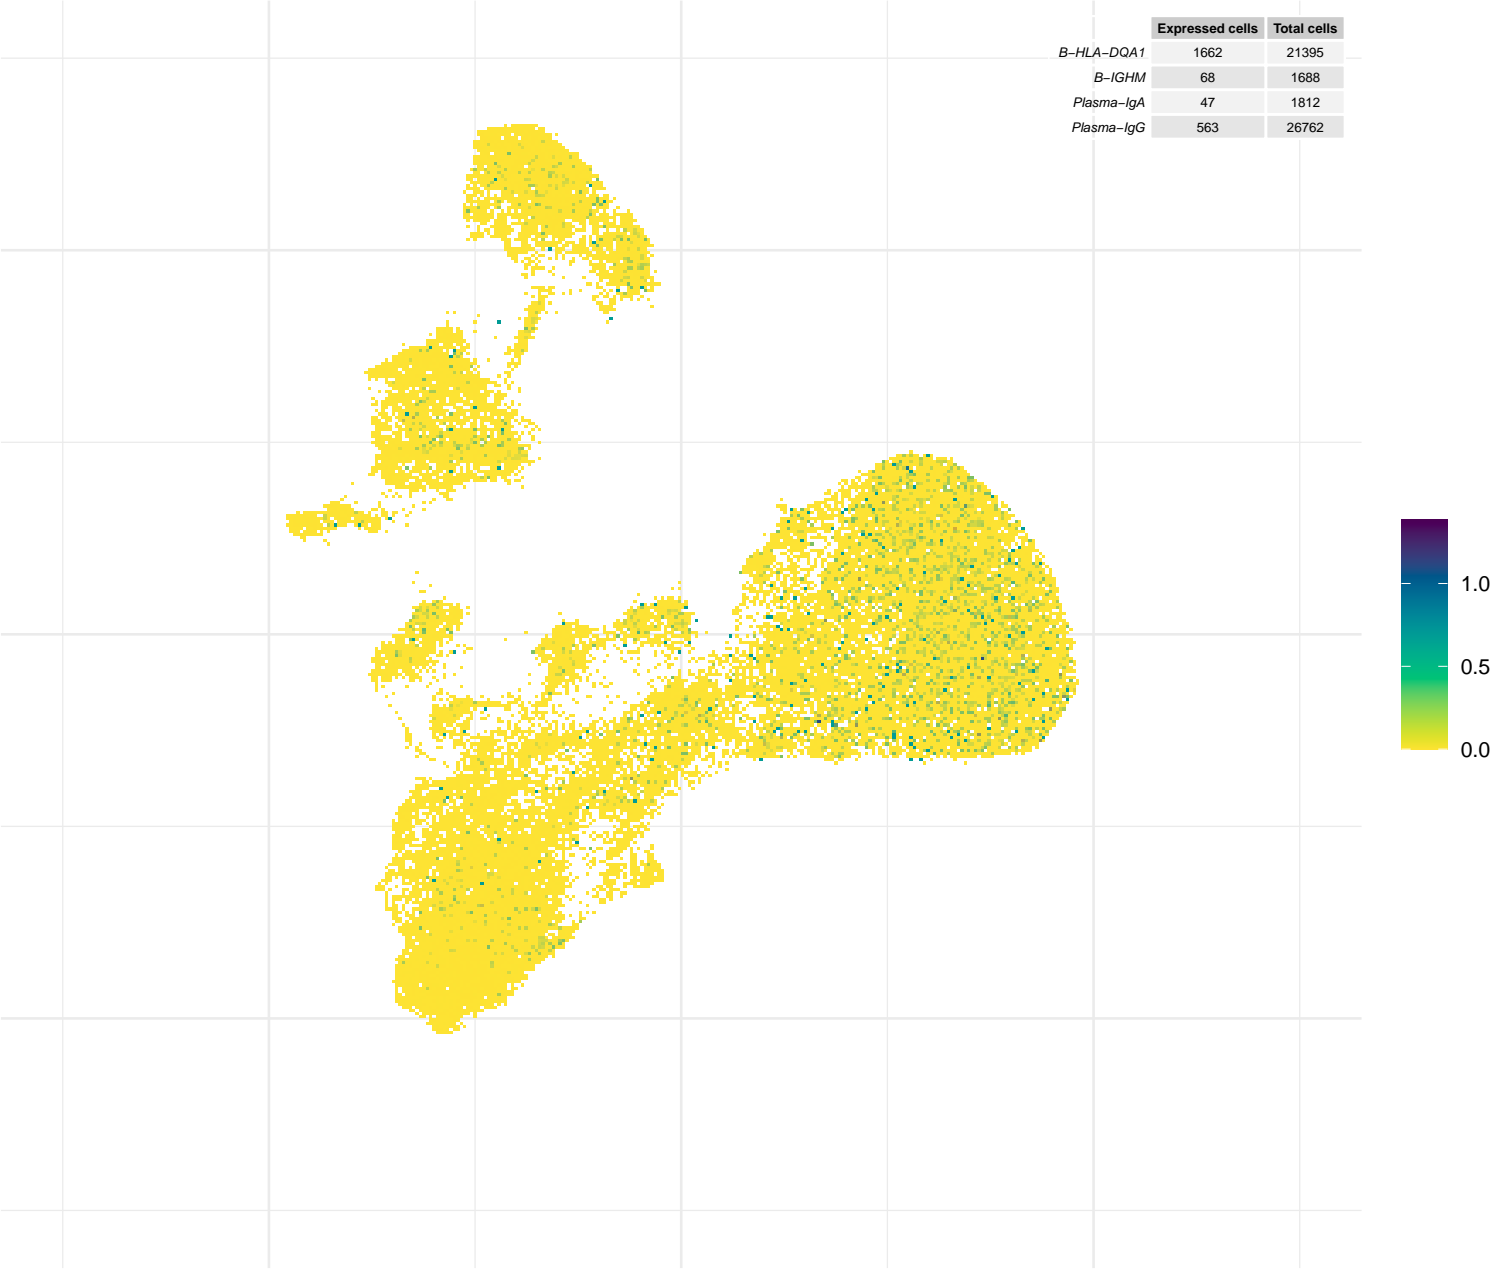 Expressed cells Total cells
B−HLA−DQA1 1662 21395
B−IGHM 68 1688
Plasma−IgA 47 1812
Plasma−IgG 563 26762
1.0
0.5
0.0